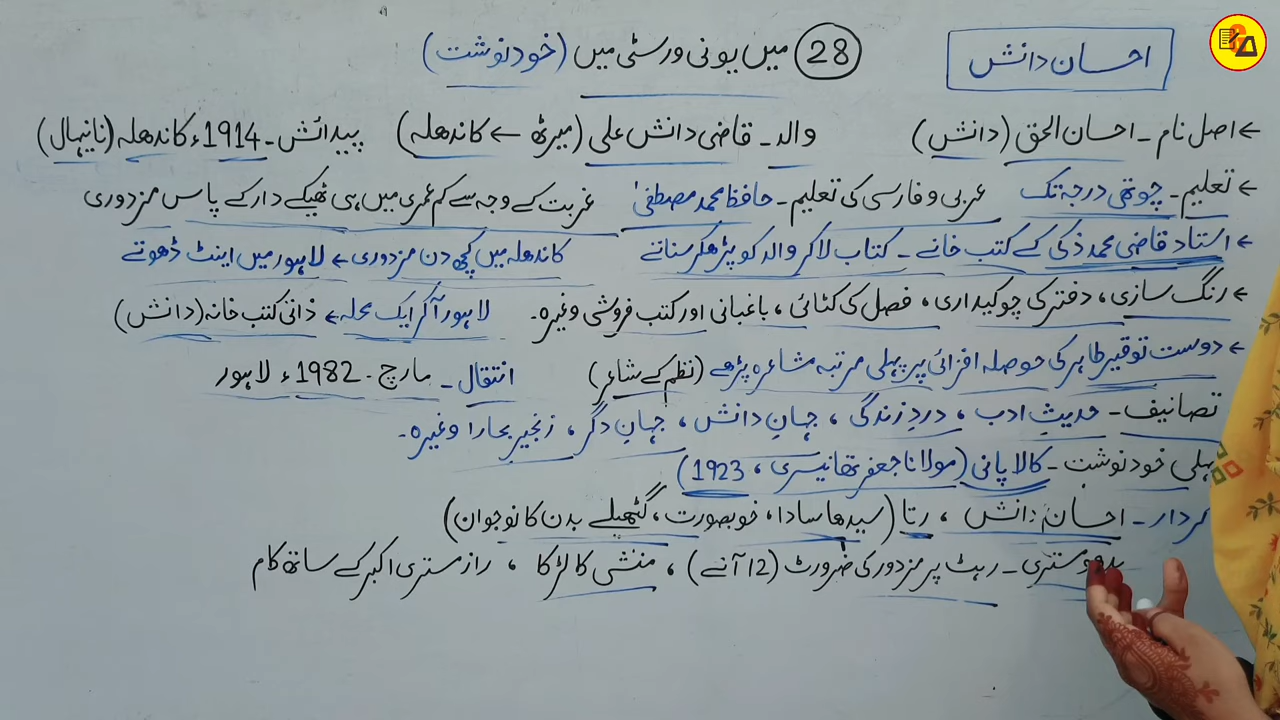 احسان دانش
28 میں یونی ورسٹی میں (خودنوشت)
← اصل نام ۔ احسان الحق (دانش) والد ۔ قاضی دانش علی (میرٹھ ← کاندھلہ) پیدائش ۔ 1914ء کاندھلہ (نانیہال)
← تعلیم ۔ چوتھی درجہ تک عربی و فارسی کی تعلیم ۔ حافظ محمد مصطفیٰ غربت کے وجہ سے کم عمری میں ہی ٹھیکے دار کے پاس مزدوری
← استاد قاضی محمد ذکی کے کتب خانے ۔ کتاب لاکر والد کو پڑھکر سناتے کاندھلہ میں کچھ دن مزدوری ← لاہور میں اینٹ ڈھوتے
← رنگ سازی، دفتر کی چوکیداری، فصل کی کٹائی، باغبانی اور کتب فروشی وغیرہ۔ لاہور آکر ایک محلہ ← ذاتی کتب خانہ (دانش)
← دوست توقیر طاہر کی حوصلہ افزائی پر پہلی مرتبہ مشاعرہ پڑھے (نظم کے شاعر) انتقال ۔ مارچ ۔ 1982ء لاہور
تصانیف ۔ حدیثِ ادب، دردِ زندگی، جہانِ دانش، جہانِ دگر، زنجیر بحارا وغیرہ۔
پہلی خودنوشت ۔ کالا پانی (مولانا جعفر تھانیسری، 1923)
کردار ۔ احسان دانش، رتا (سیدھا سادا، خوبصورت، گٹھیلے بدن کا نوجوان)
مستری ۔ رہٹ پر مزدور کی ضرورٹ (12 آنے)، منشی کا لڑکا، راز مستری اکبر کے ساتھ کام